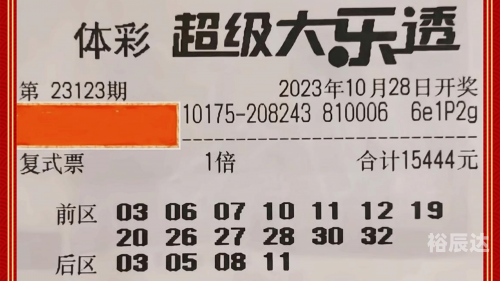 体彩 超级大乐透
第 23123期 2023年10月28日开奖
10175-208243 810006 6e1P2g
复式票 1倍 合计15444元
前区 03 06 07 10 11 12 19
20 26 27 28 30 32
后区 03 05 08 11
裕辰达